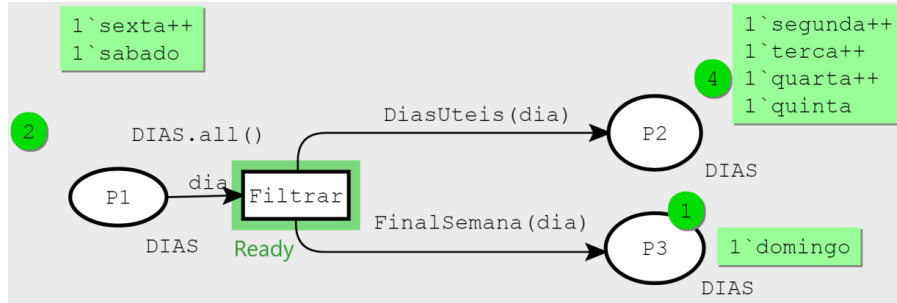 1`sexta++
1`sabado
2
DIAS.all()
P1
DIAS
dia
Filtrar
Ready
DiasUteis(dia)
FinalSemana(dia)
4
1`segunda++
1`terca++
1`quarta++
1`quinta
P2
DIAS
1
P3
1`domingo
DIAS